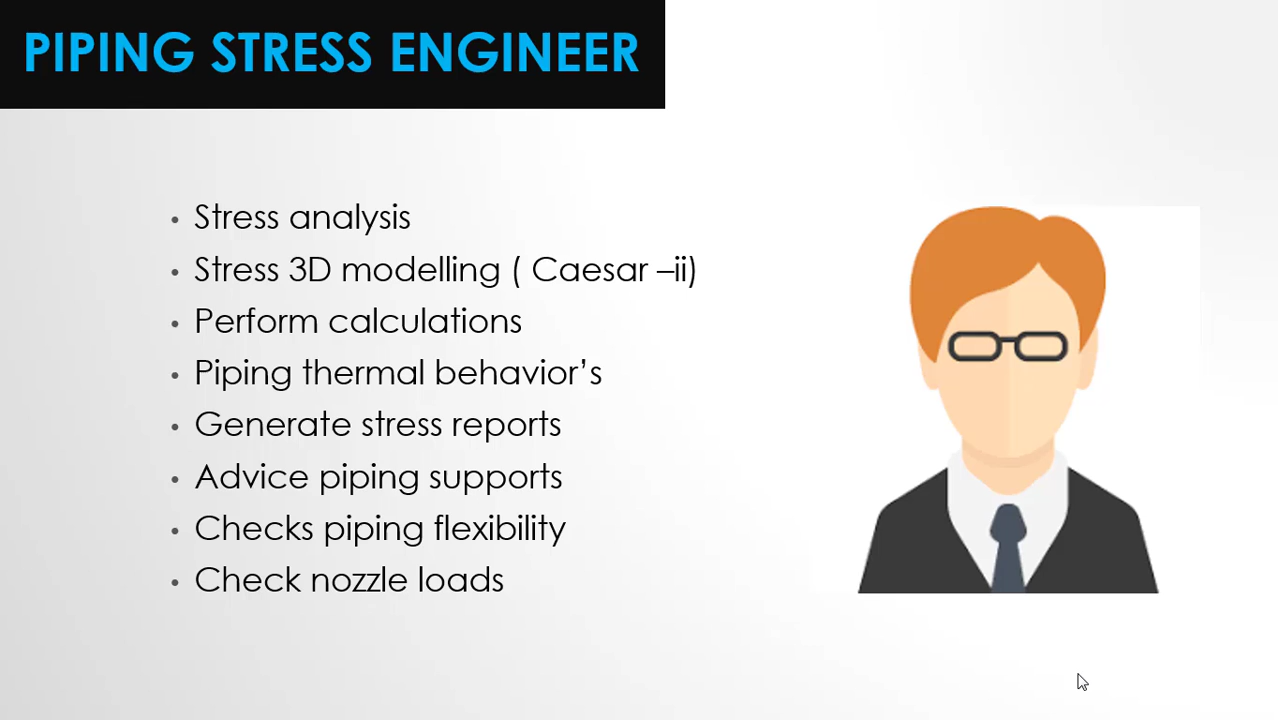 PIPING STRESS ENGINEER
• Stress analysis
• Stress 3D modelling ( Caesar –ii)
• Perform calculations
• Piping thermal behavior’s
• Generate stress reports
• Advice piping supports
• Checks piping flexibility
• Check nozzle loads